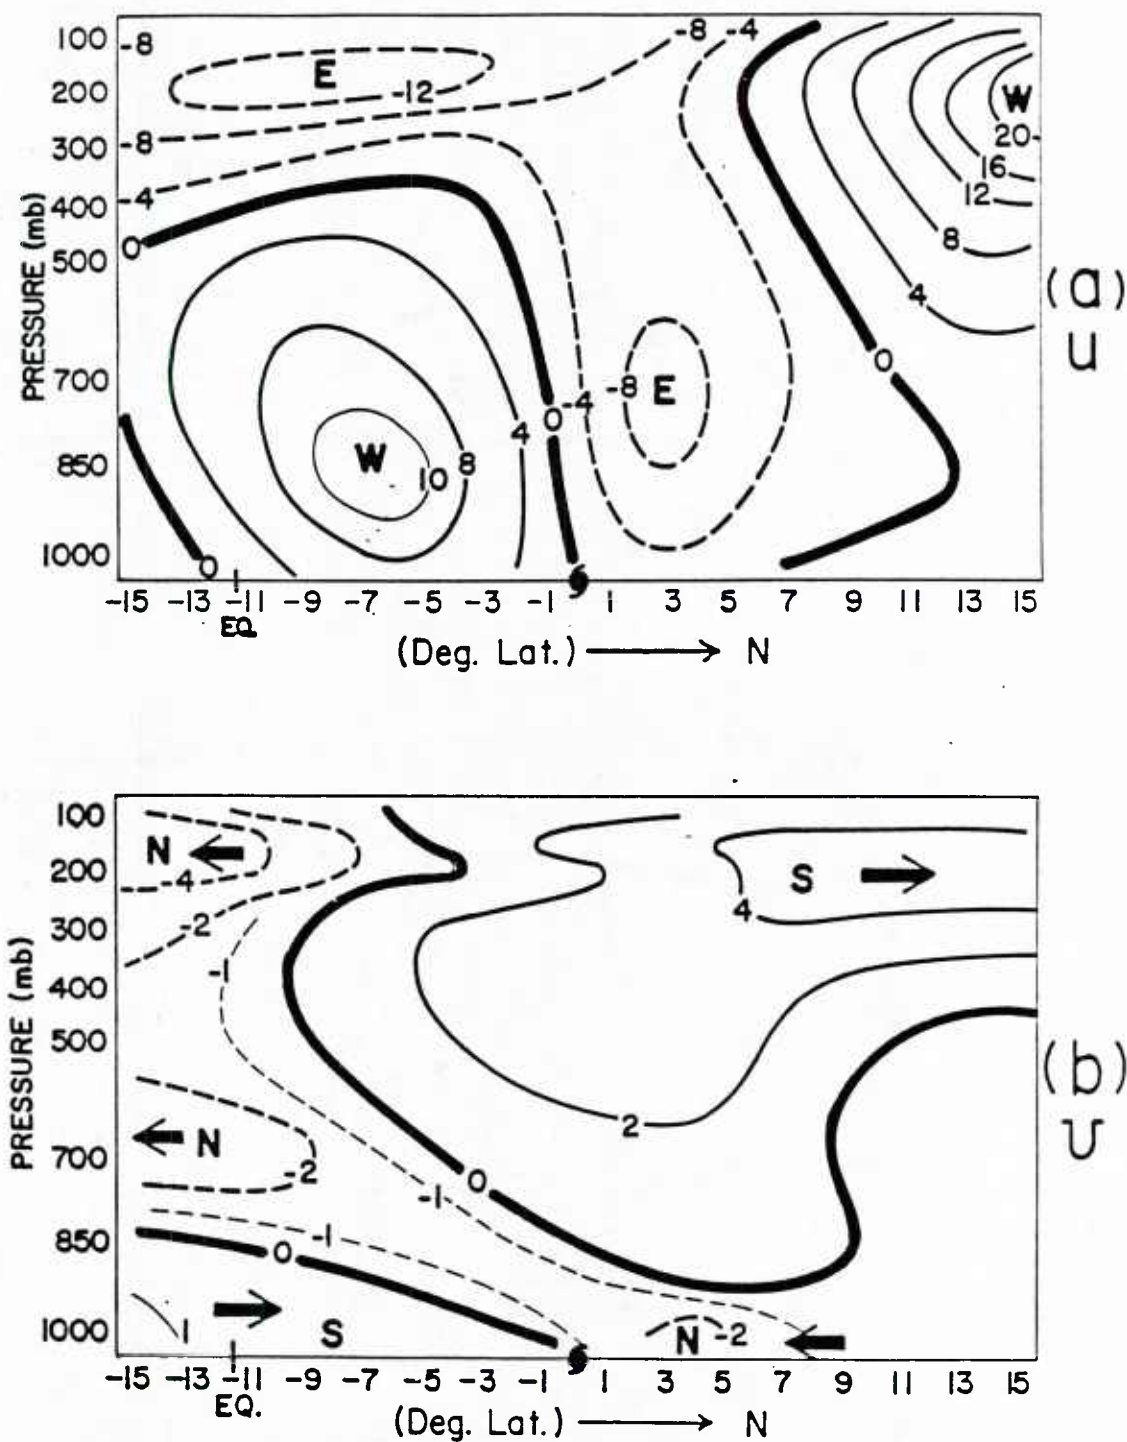 100 -8 -8 -4
E W
200 -12
20
300 -8
16
400 -4 12
PRESSURE (mb)
0 8
500
4
(a)
U
700 0
-8 E
-4
0
4
850 W 8
10
1000
0
-15 -13 -11 -9 -7 -5 -3 -1 1 3 5 7 9 11 13 15
EQ.
(Deg. Lat.) N
100
N
S
200 -4
4
300 -2
-1
400
PRESSURE (mb)
500
(b)
υ
2
N
700
-2 0
-1
850 -1
0
1 S N -2
1000
-15 -13 -11 -9 -7 -5 -3 -1 1 3 5 7 9 11 13 15
EQ.
(Deg. Lat.) N